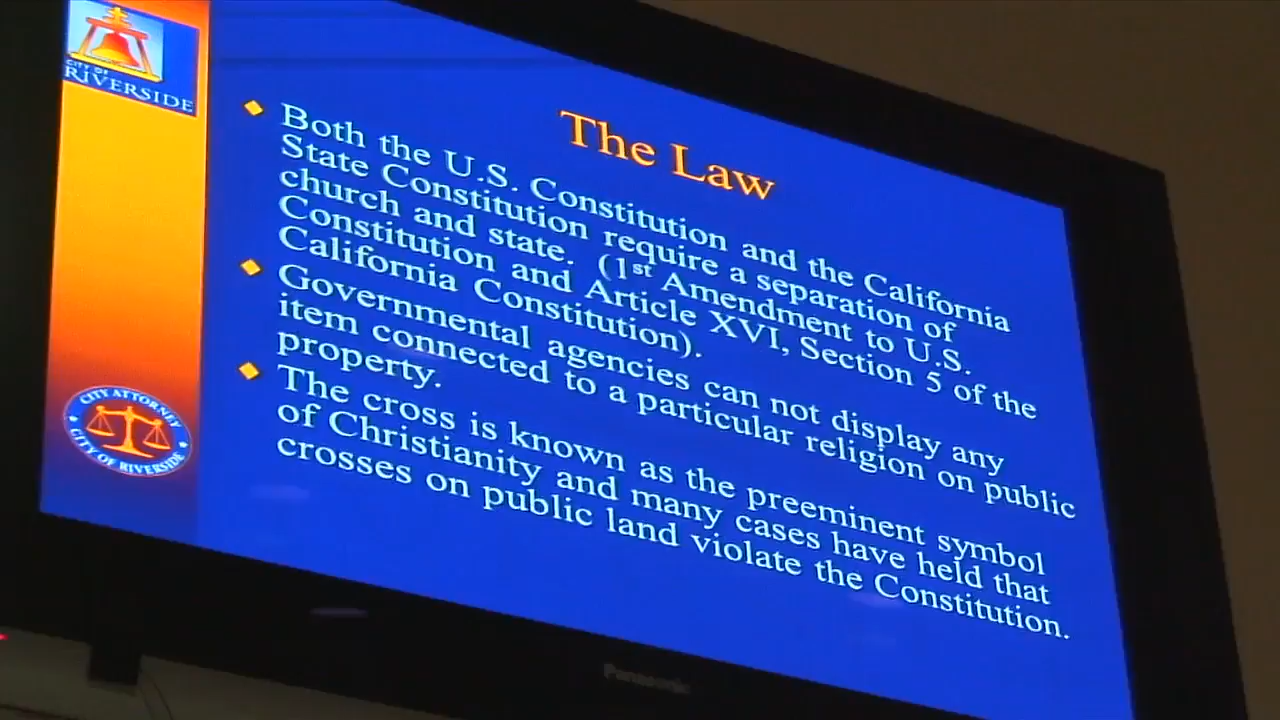 CITY OF
RIVERSIDE
The Law
Both the U.S. Constitution and the California
State Constitution require a separation of
church and state. (1st Amendment to U.S.
Constitution and Article XVI, Section 5 of the
California Constitution).
Governmental agencies can not display any
item connected to a particular religion on public
property.
The cross is known as the preeminent symbol
of Christianity and many cases have held that
crosses on public land violate the Constitution.
CITY ATTORNEY
CITY OF RIVERSIDE
Panasonic